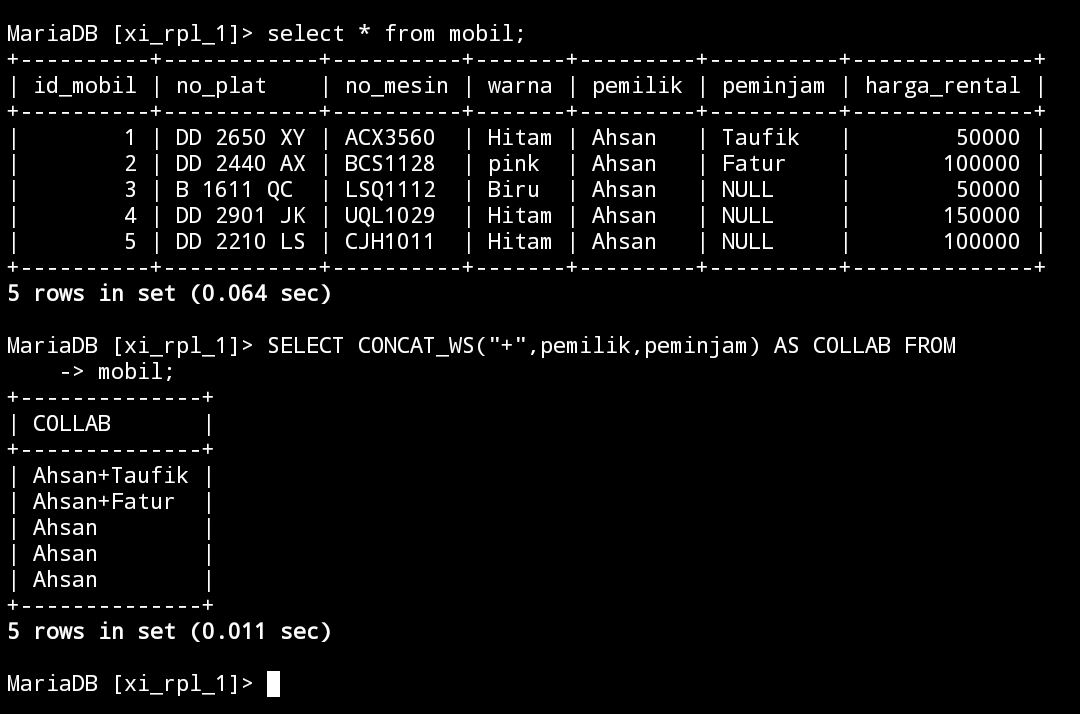 MariaDB [xi_rpl_1]> select * from mobil;
+----------+------------+----------+-------+---------+----------+--------------+
| id_mobil | no_plat    | no_mesin | warna | pemilik | peminjam | harga_rental |
+----------+------------+----------+-------+---------+----------+--------------+
|        1 | DD 2650 XY | ACX3560  | Hitam | Ahsan   | Taufik   |        50000 |
|        2 | DD 2440 AX | BCS1128  | pink  | Ahsan   | Fatur    |       100000 |
|        3 | B 1611 QC  | LSQ1112  | Biru  | Ahsan   | NULL     |        50000 |
|        4 | DD 2901 JK | UQL1029  | Hitam | Ahsan   | NULL     |       150000 |
|        5 | DD 2210 LS | CJH1011  | Hitam | Ahsan   | NULL     |       100000 |
+----------+------------+----------+-------+---------+----------+--------------+
5 rows in set (0.064 sec)

MariaDB [xi_rpl_1]> SELECT CONCAT_WS("+",pemilik,peminjam) AS COLLAB FROM
    -> mobil;
+--------------+
| COLLAB       |
+--------------+
| Ahsan+Taufik |
| Ahsan+Fatur  |
| Ahsan        |
| Ahsan        |
| Ahsan        |
+--------------+
5 rows in set (0.011 sec)

MariaDB [xi_rpl_1]>